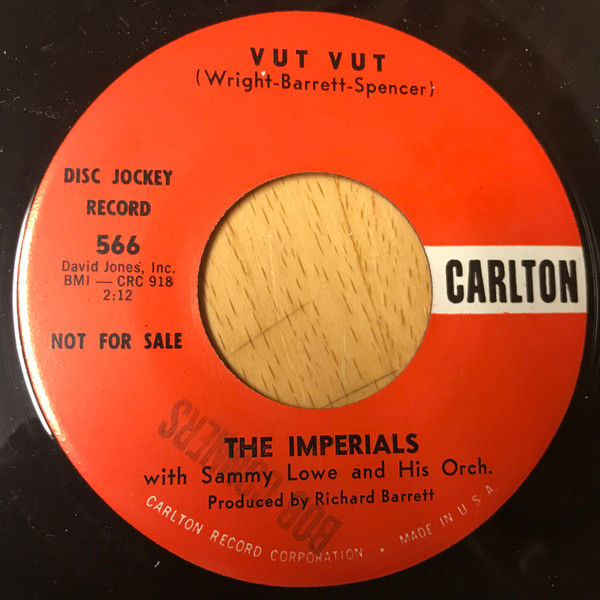 VUT VUT
(Wright-Barrett-Spencer)
DISC JOCKEY
RECORD
566
David Jones, Inc.
BMI — CRC 918
2:12
NOT FOR SALE
CARLTON
THE IMPERIALS
with Sammy Lowe and His Orch.
Produced by Richard Barrett
CARLTON RECORD CORPORATION • MADE IN U.S.A.